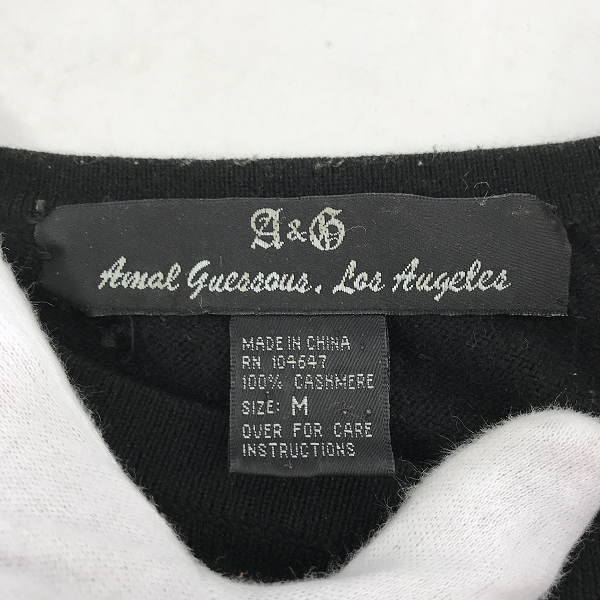 A&G
Amal Guessous. Los Angeles
MADE IN CHINA
RN 104647
100% CASHMERE
SIZE: M
OVER FOR CARE
INSTRUCTIONS